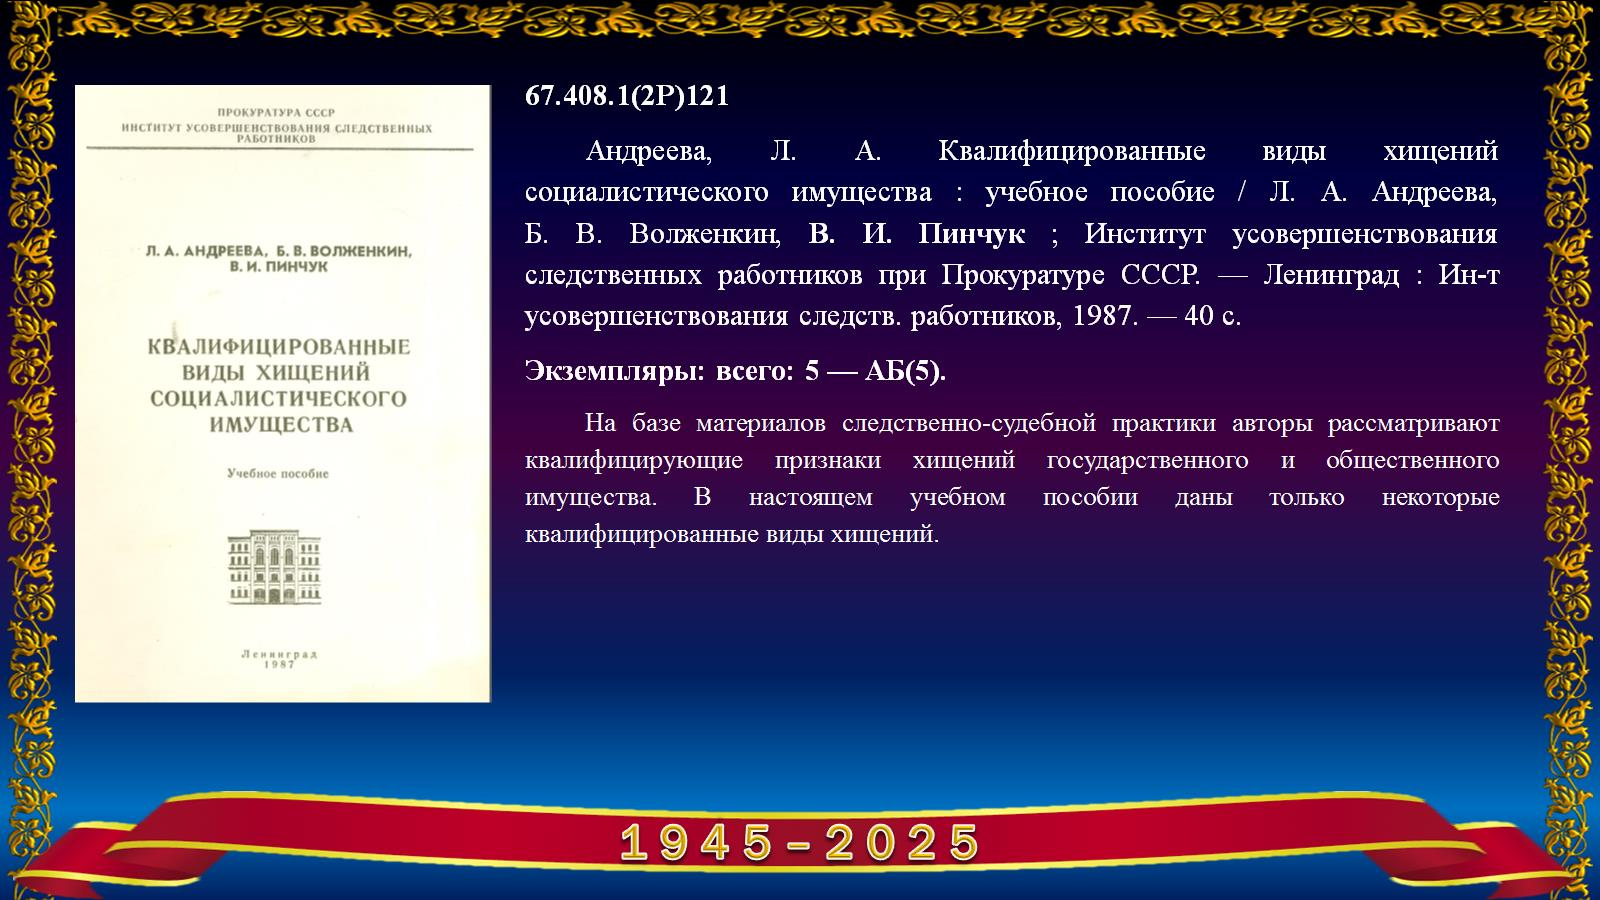 ПРОКУРАТУРА СССР
ИНСТИТУТ УСОВЕРШЕНСТВОВАНИЯ СЛЕДСТВЕННЫХ
РАБОТНИКОВ
Л. А. АНДРЕЕВА, Б. В. ВОЛЖЕНКИН,
В. И. ПИНЧУК
КВАЛИФИЦИРОВАННЫЕ
ВИДЫ ХИЩЕНИЙ
СОЦИАЛИСТИЧЕСКОГО
ИМУЩЕСТВА
Учебное пособие
Ленинград
1987
67.408.1(2Р)121
Андреева, Л. А. Квалифицированные виды хищений
социалистического имущества : учебное пособие / Л. А. Андреева,
Б. В. Волженкин, В. И. Пинчук ; Институт усовершенствования
следственных работников при Прокуратуре СССР. — Ленинград : Ин-т
усовершенствования следств. работников, 1987. — 40 с.
Экземпляры: всего: 5 — АБ(5).
На базе материалов следственно-судебной практики авторы рассматривают
квалифицирующие признаки хищений государственного и общественного
имущества. В настоящем учебном пособии даны только некоторые
квалифицированные виды хищений.
1945–2025